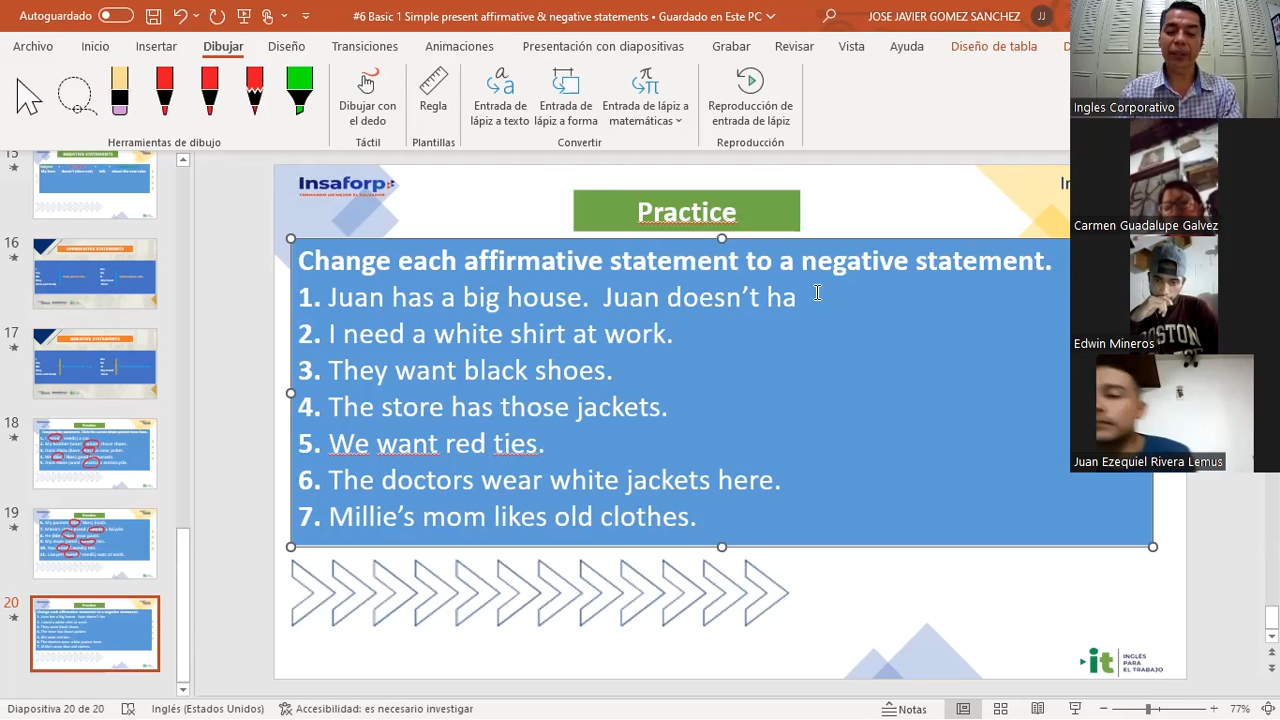 Autoguardado
#6 Basic 1 Simple present affirmative & negative statements • Guardado en Este PC
JOSE JAVIER GOMEZ SANCHEZ
JJ
Archivo
Inicio
Insertar
Dibujar
Diseño
Transiciones
Animaciones
Presentación con diapositivas
Grabar
Revisar
Vista
Ayuda
Diseño de tabla
Dibujar con
el dedo
Regla
Entrada de
lápiz a texto
Entrada de
lápiz a forma
Entrada de lápiz a
matemáticas
Reproducción
de entrada de lápiz
Herramientas de dibujo
Táctil
Plantillas
Convertir
Reproducción
Ingles Corporativo
Carmen Guadalupe Galvez
Edwin Mineros
Juan Ezequiel Rivera Lemus
15
16
17
18
19
20
Insaforp
Practice
Change each affirmative statement to a negative statement.
1. Juan has a big house. Juan doesn’t ha
2. I need a white shirt at work.
3. They want black shoes.
4. The store has those jackets.
5. We want red ties.
6. The doctors wear white jackets here.
7. Millie’s mom likes old clothes.
it
INGLÉS
PARA
EL TRABAJO
Diapositiva 20 de 20
Inglés (Estados Unidos)
Accesibilidad: es necesario investigar
Notas
77%